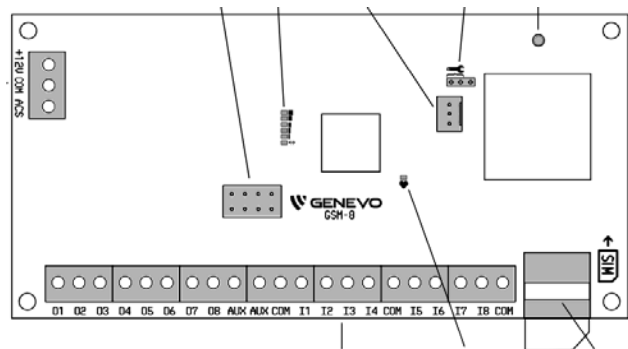 +12V COM ACS
GENEVO
GSM-8
SIM
O1 O2 O3 O4 O5 O6 O7 O8 AUX AUX COM I1 I2 I3 I4 COM I5 I6 I7 I8 COM